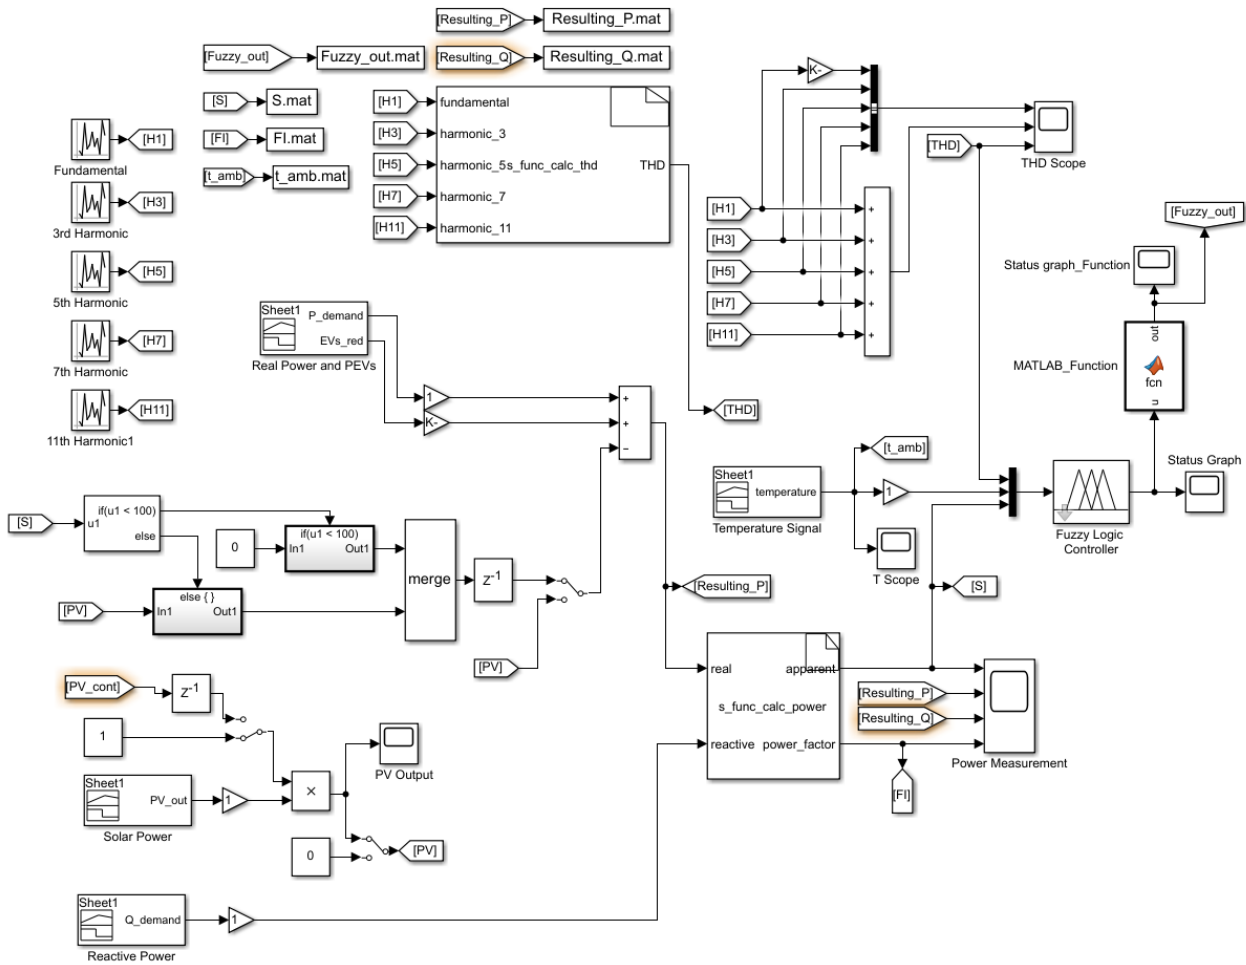 [Resulting_P]
Resulting_P.mat
[Fuzzy_out]
Fuzzy_out.mat
[Resulting_Q]
Resulting_Q.mat
[S]
S.mat
[FI]
FI.mat
[t_amb]
t_amb.mat
[H1]
fundamental
[H3]
harmonic_3
[H5]
harmonic_5
s_func_calc_thd
THD
[H7]
harmonic_7
[H11]
harmonic_11
[H1]
Fundamental
[H3]
3rd Harmonic
[H5]
5th Harmonic
[H7]
7th Harmonic
[H11]
11th Harmonic1
K-
[THD]
THD Scope
[H1]
+
[H3]
+
[H5]
+
[H7]
+
[H11]
+
[Fuzzy_out]
Status graph_Function
out
MATLAB_Function
fcn
u
Sheet1
P_demand
EVs_red
Real Power and PEVs
1
K-
+
+
−
[THD]
[t_amb]
Sheet1
temperature
Temperature Signal
1
T Scope
Fuzzy Logic
Controller
Status Graph
[S]
[S]
u1
if(u1 < 100)
else
0
if(u1 < 100)
In1
Out1
[PV]
else { }
In1
Out1
merge
Z-1
[PV]
[Resulting_P]
real
apparent
s_func_calc_power
reactive
power_factor
[Resulting_P]
[Resulting_Q]
Power Measurement
[FI]
[PV_cont]
Z-1
1
Sheet1
PV_out
Solar Power
1
×
PV Output
0
[PV]
Sheet1
Q_demand
Reactive Power
1